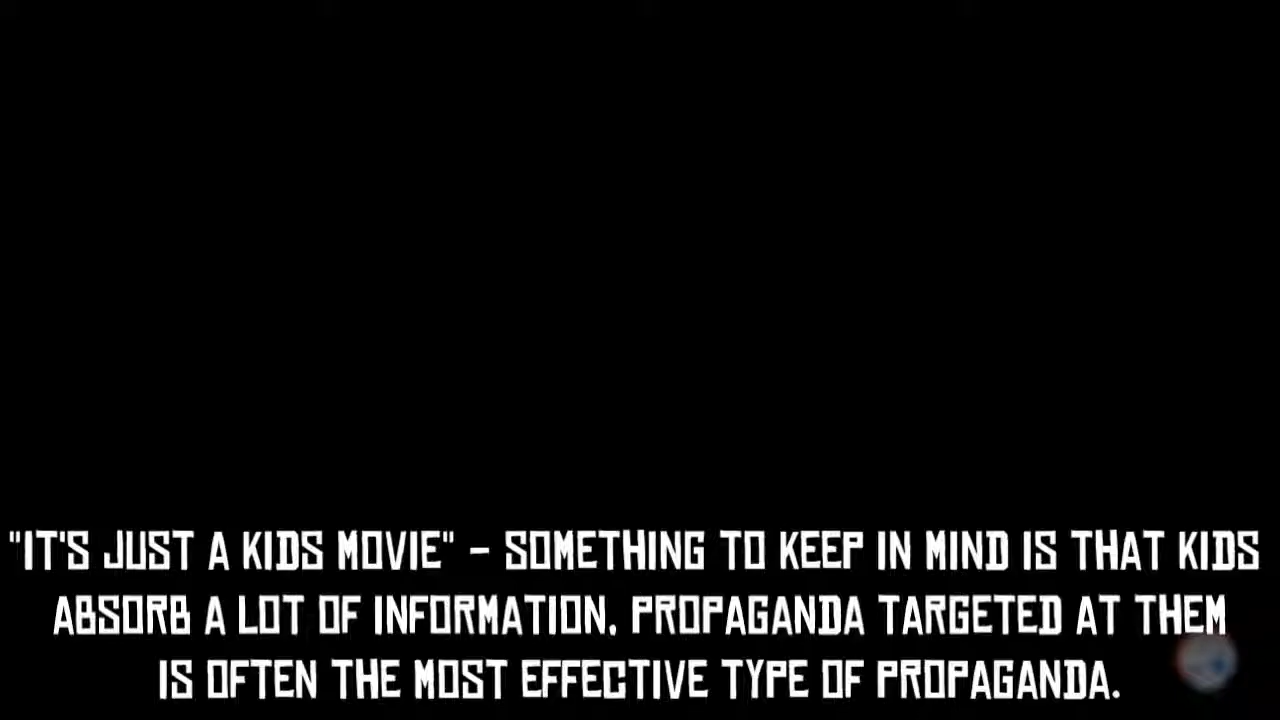 "IT'S JUST A KIDS MOVIE" - SOMETHING TO KEEP IN MIND IS THAT KIDS
ABSORB A LOT OF INFORMATION. PROPAGANDA TARGETED AT THEM
IS OFTEN THE MOST EFFECTIVE TYPE OF PROPAGANDA.